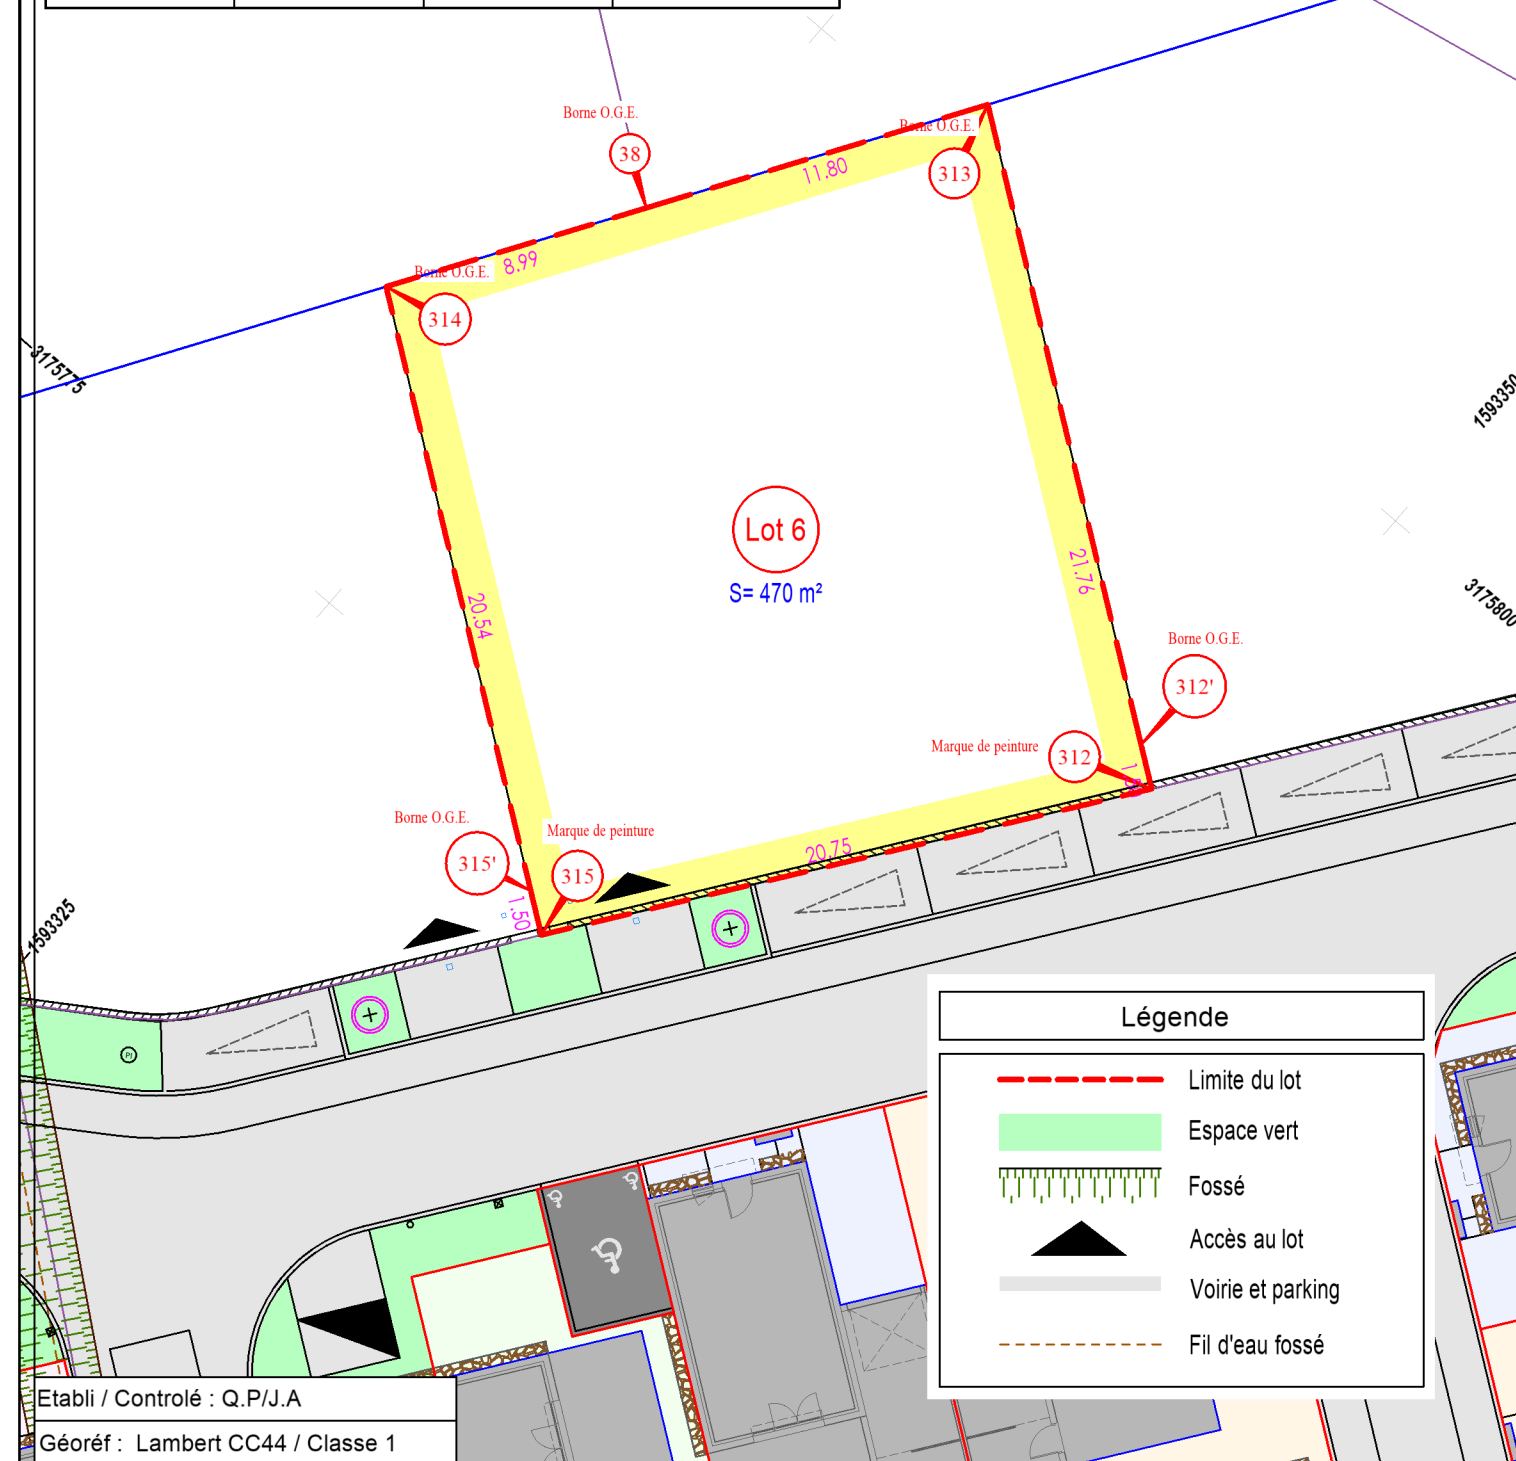 Borne O.G.E.
38
Borne O.G.E.
313
11.80
8.99
Borne O.G.E.
314
3175775
1593350
Lot 6
S= 470 m²
21.76
20.54
3175800
Borne O.G.E.
312'
Marque de peinture
312
Borne O.G.E.
315'
Marque de peinture
315
20.75
1.50
1593325
PI
Légende
Limite du lot
Espace vert
Fossé
Accès au lot
Voirie et parking
Fil d'eau fossé
Etabli / Controlé : Q.P/J.A
Géoréf : Lambert CC44 / Classe 1